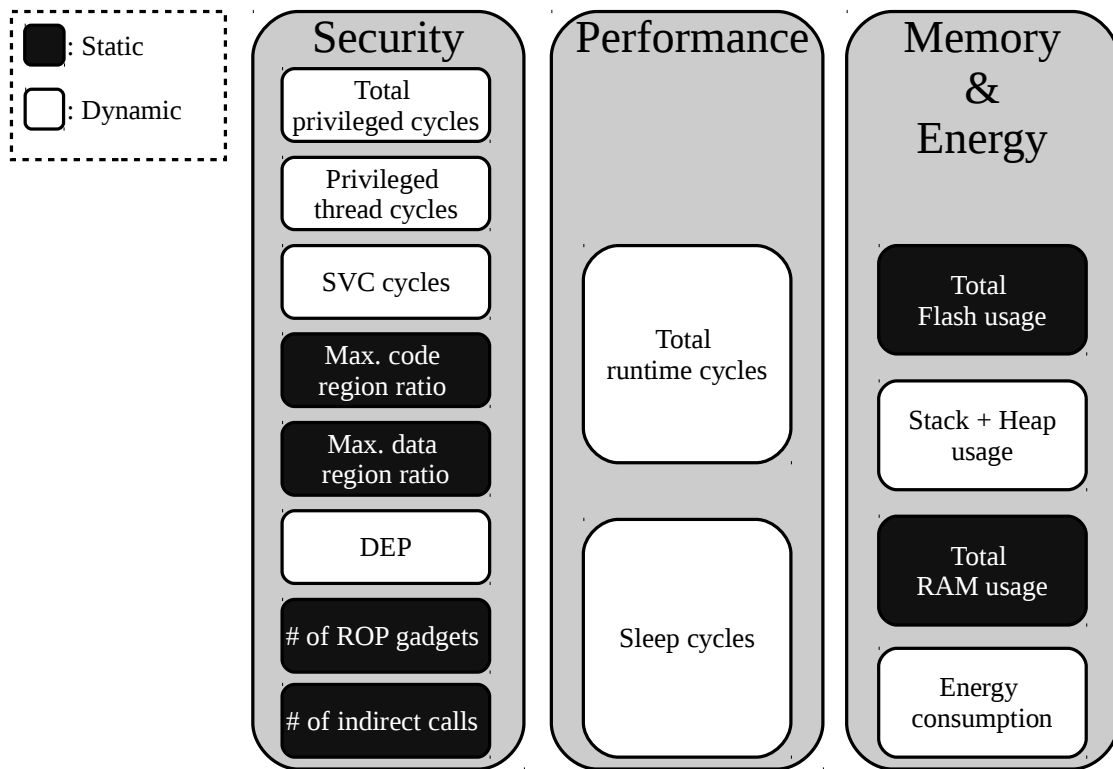 : Static
: Dynamic
Security
Total
privileged cycles
Privileged
thread cycles
SVC cycles
Max. code
region ratio
Max. data
region ratio
DEP
# of ROP gadgets
# of indirect calls
Performance
Total
runtime cycles
Sleep cycles
Memory
&
Energy
Total
Flash usage
Stack + Heap
usage
Total
RAM usage
Energy
consumption